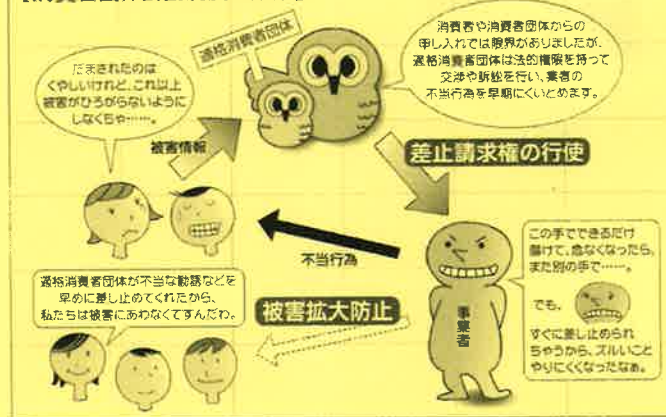 適格消費者団体
消費者や消費者団体からの
申し入れでは限界がありましたが、
適格消費者団体は法的権限を持って
交渉や訴訟を行い、業者の
不当行為を早期にくいとめます。
だまされたのは
くやしいけれど、これ以上
被害がひろがらないように
しなくちゃ……。
被害情報
差止請求権の行使
不当行為
この手でできるだけ
儲けて、危なくなったら、
また別の手で……。
でも、
すぐに差し止められ
ちゃうから、ズルいこと
やりにくくなったなぁ。
事業者
適格消費者団体が不当な勧誘などを
早めに差し止めてくれたから、
私たちは被害にあわなくてすんだわ。
被害拡大防止